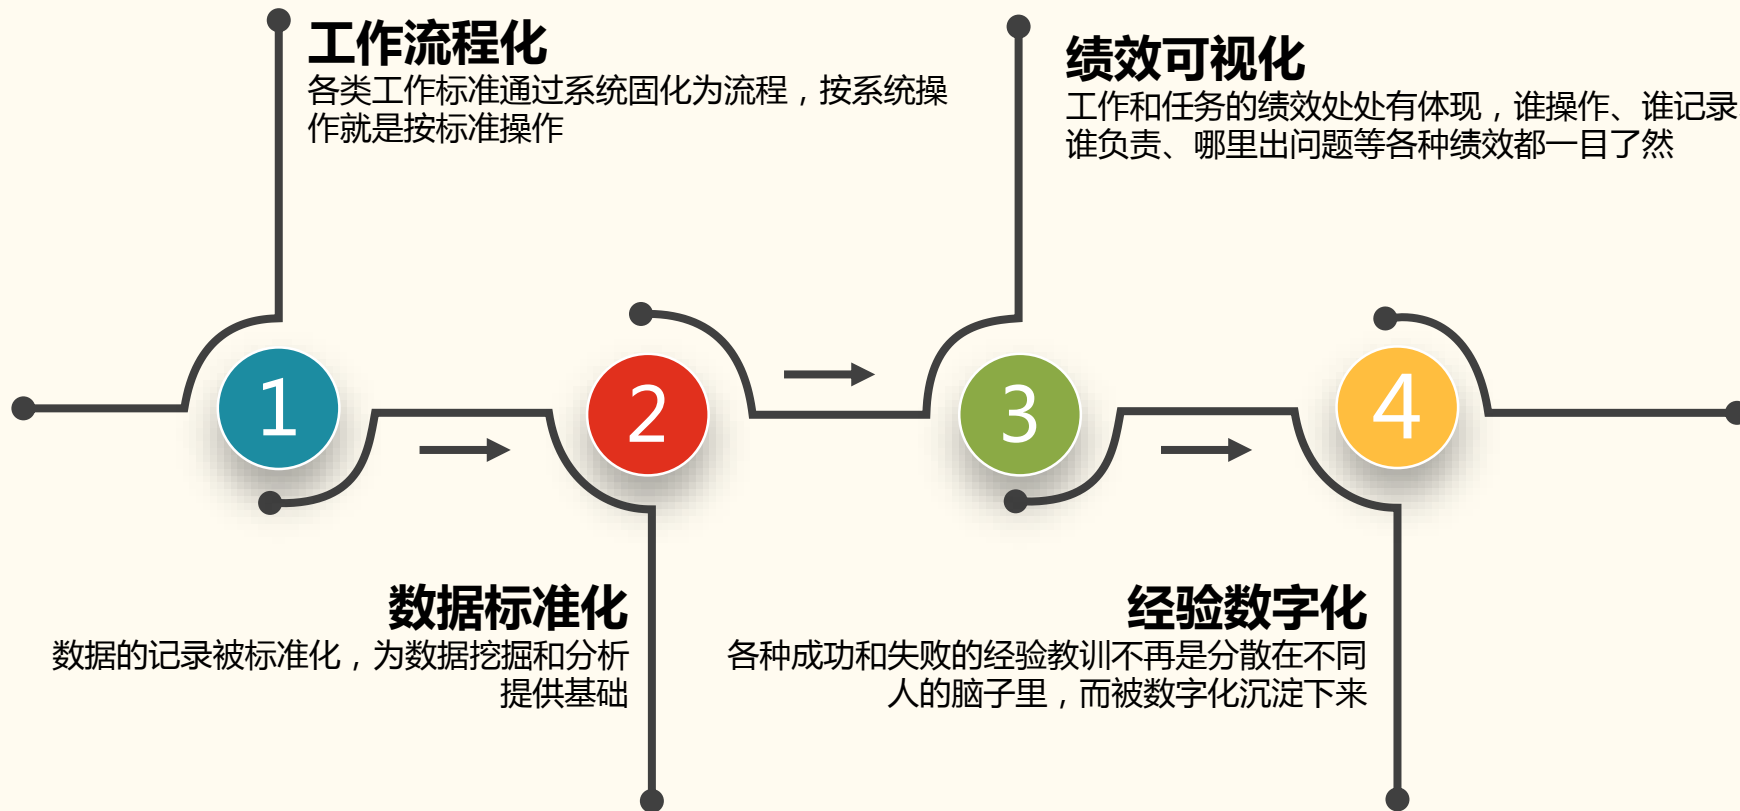 工作流程化
各类工作标准通过系统固化为流程，按系统操
作就是按标准操作
绩效可视化
工作和任务的绩效处处有体现，谁操作、谁记录
谁负责、哪里出问题等各种绩效都一目了然
1
2
3
4
数据标准化
数据的记录被标准化，为数据挖掘和分析
提供基础
经验数字化
各种成功和失败的经验教训不再是分散在不同
人的脑子里，而被数字化沉淀下来